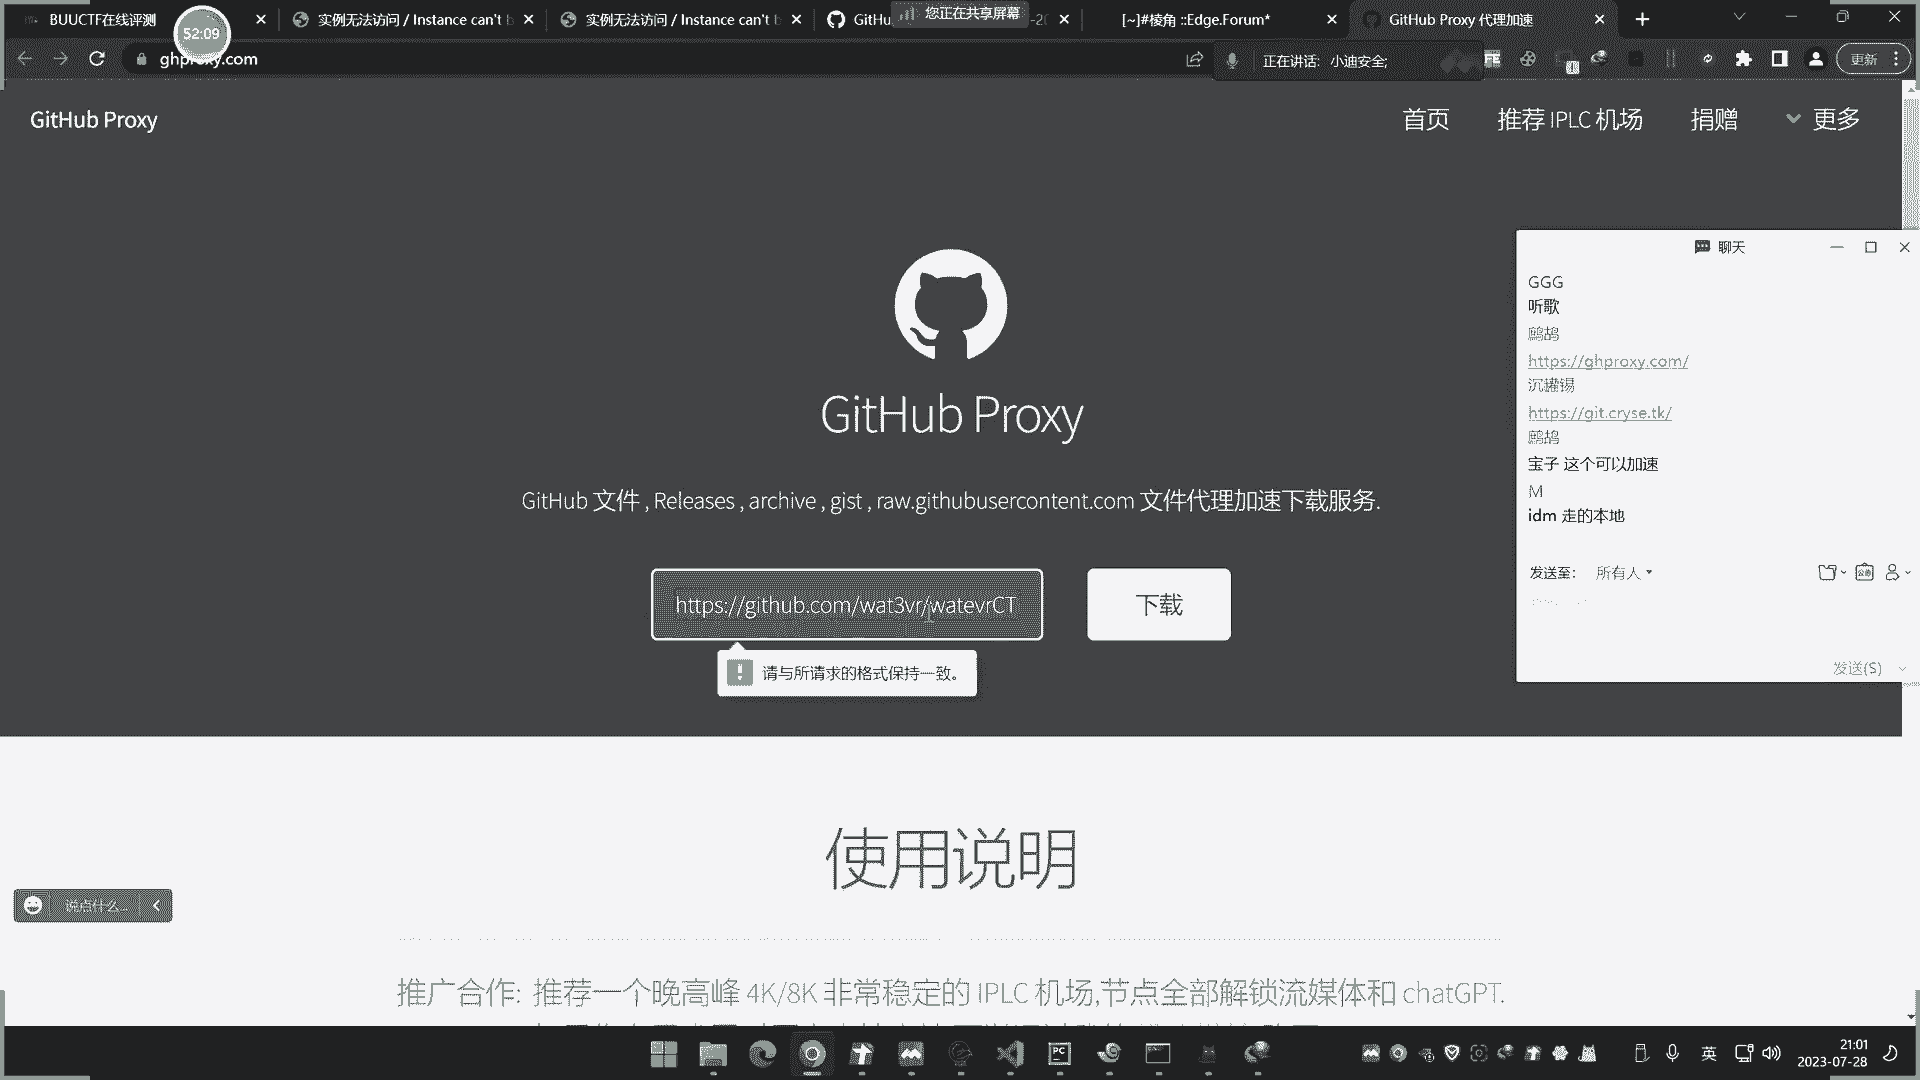 BUUCTF在线评测
实例无法访问 / Instance can't b
实例无法访问 / Instance can't b
GitHu
您正在共享屏幕
[~]#棱角 ::Edge.Forum*
GitHub Proxy 代理加速
52:09
ghproxy.com
正在讲话: 小迪安全;
更新
GitHub Proxy
首页
推荐 IPLC 机场
捐赠
更多
GitHub Proxy
GitHub 文件 , Releases , archive , gist , raw.githubusercontent.com 文件代理加速下载服务.
https://github.com/wat3vr/watevrCT
下载
请与所请求的格式保持一致。
聊天
GGG
听歌
鹧鸪
https://ghproxy.com/
沉罐锡
https://git.cryse.tk/
鹧鸪
宝子 这个可以加速
M
idm 走的本地
发送至:
所有人
发送(S)
使用说明
说点什么...
推广合作: 推荐一个晚高峰 4K/8K 非常稳定的 IPLC 机场,节点全部解锁流媒体和 chatGPT.
英
21:01
2023-07-28